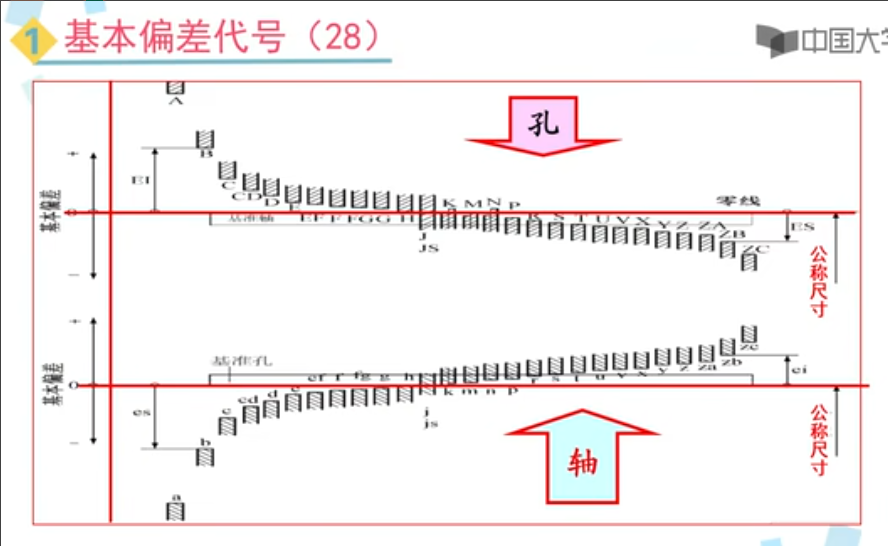 1 基本偏差代号（28）
中国大学
A
孔
+
B
EI
C
CD
D
E
K M N P
零线
基本偏差
0
基准轴
EF F FG G H
R S T U V X Y Z ZA
ZB
ES
J
JS
ZC
公称尺寸
−
+
基准孔
zc
ef f fg g h
zb
za
基本偏差
0
e
d
cd
c
es
k m n p
r s t u v x y z
ei
j
js
公称尺寸
−
b
轴
a